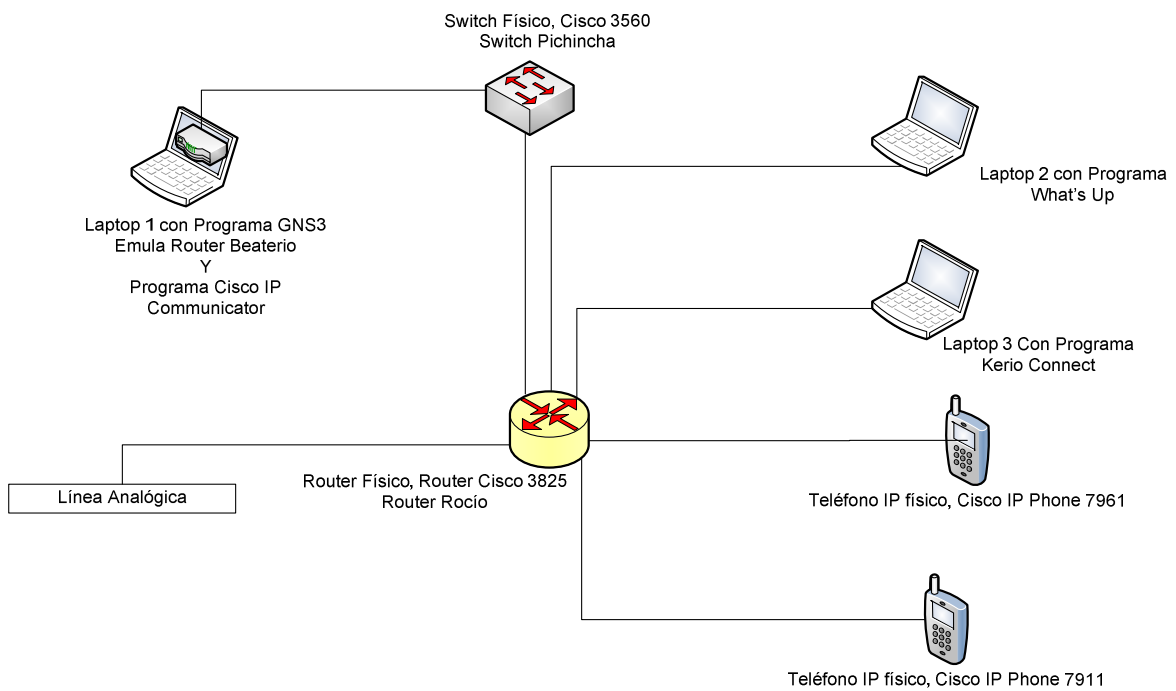 Switch Físico, Cisco 3560
Switch Pichincha
Laptop 1 con Programa GNS3
Emula Router Beaterio
Y
Programa Cisco IP
Communicator
Laptop 2 con Programa
What's Up
Laptop 3 Con Programa
Kerio Connect
Router Físico, Router Cisco 3825
Router Rocío
Línea Analógica
Teléfono IP físico, Cisco IP Phone 7961
Teléfono IP físico, Cisco IP Phone 7911